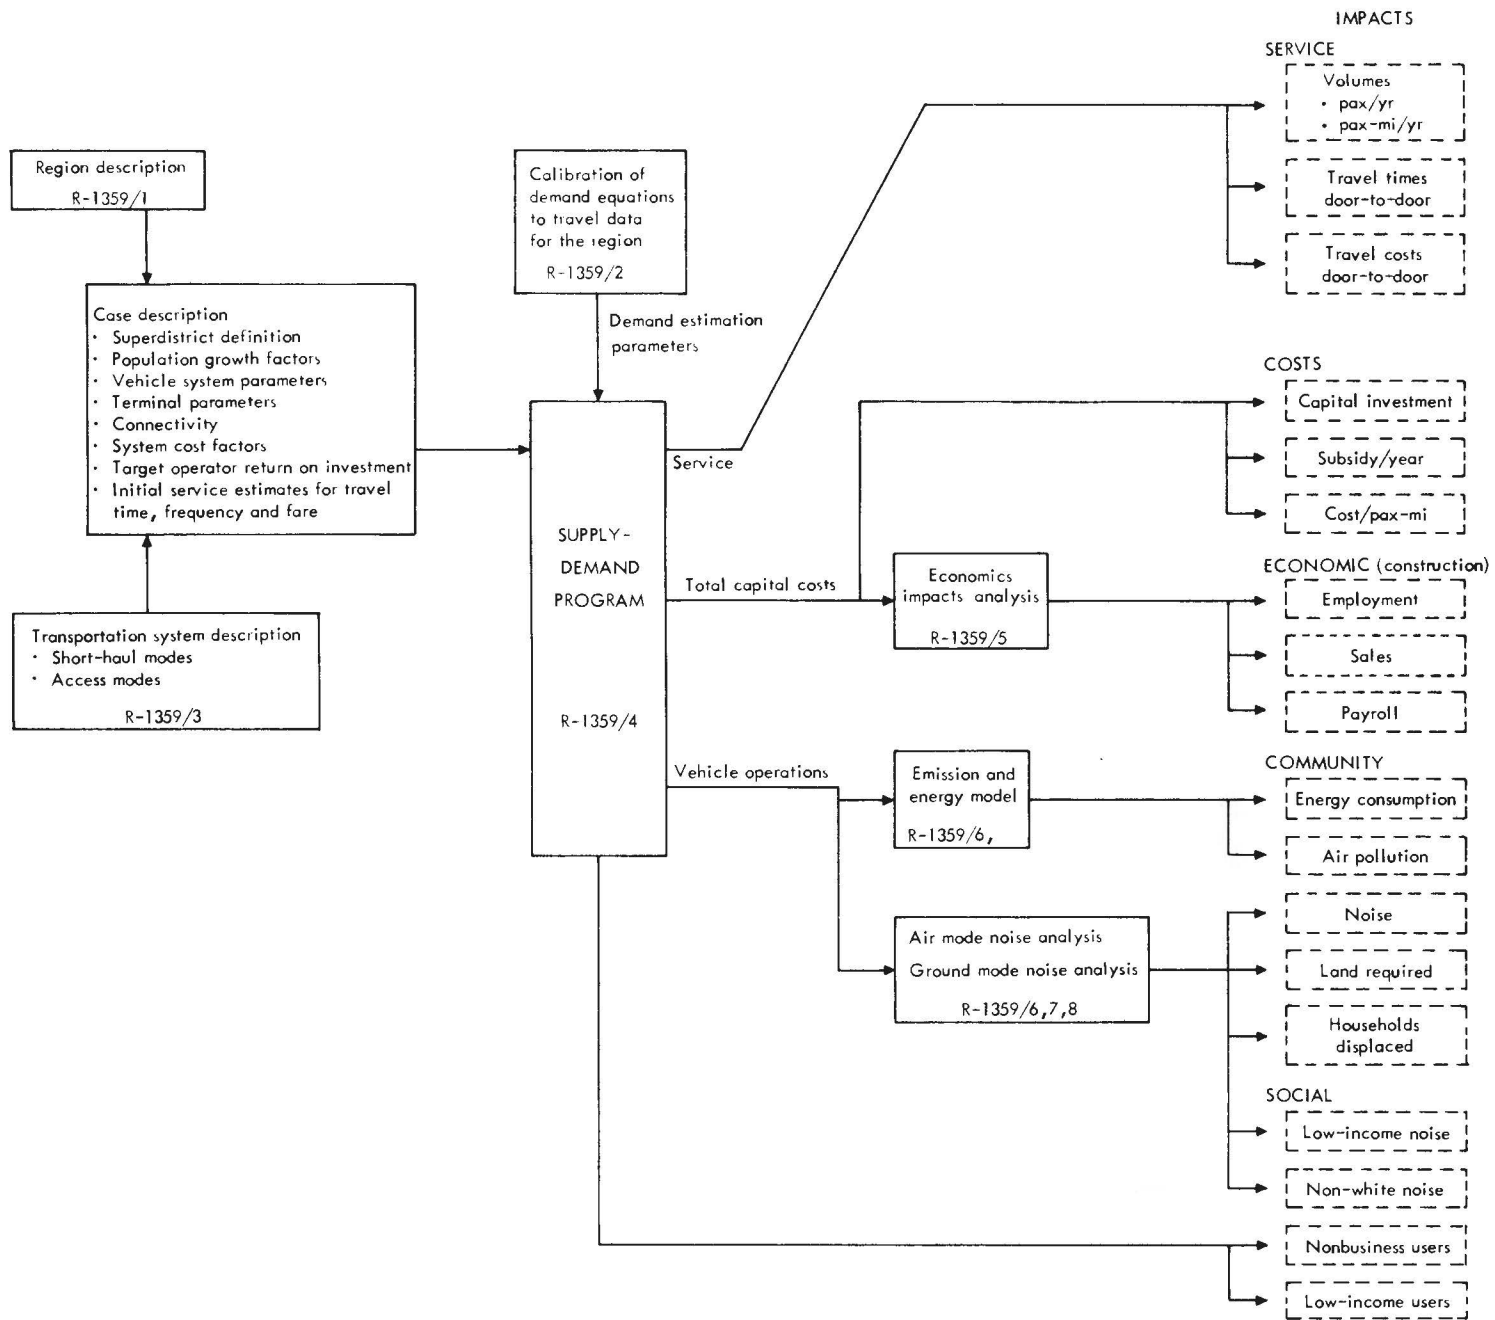 IMPACTS
SERVICE
Volumes
• pax/yr
• pax-mi/yr
Travel times
door-to-door
Travel costs
door-to-door
Region description
R-1359/1
Calibration of
demand equations
to travel data
for the region
R-1359/2
Demand estimation
parameters
Case description
· Superdistrict definition
· Population growth factors
· Vehicle system parameters
· Terminal parameters
· Connectivity
· System cost factors
· Target operator return on investment
· Initial service estimates for travel
time, frequency and fare
Transportation system description
· Short-haul modes
· Access modes
R-1359/3
SUPPLY-
DEMAND
PROGRAM
R-1359/4
Service
Total capital costs
Vehicle operations
COSTS
Capital investment
Subsidy/year
Cost/pax-mi
Economics
impacts analysis
R-1359/5
ECONOMIC (construction)
Employment
Sales
Payroll
Emission and
energy model
R-1359/6,
COMMUNITY
Energy consumption
Air pollution
Air mode noise analysis
Ground mode noise analysis
R-1359/6,7,8
Noise
Land required
Households
displaced
SOCIAL
Low-income noise
Non-white noise
Nonbusiness users
Low-income users